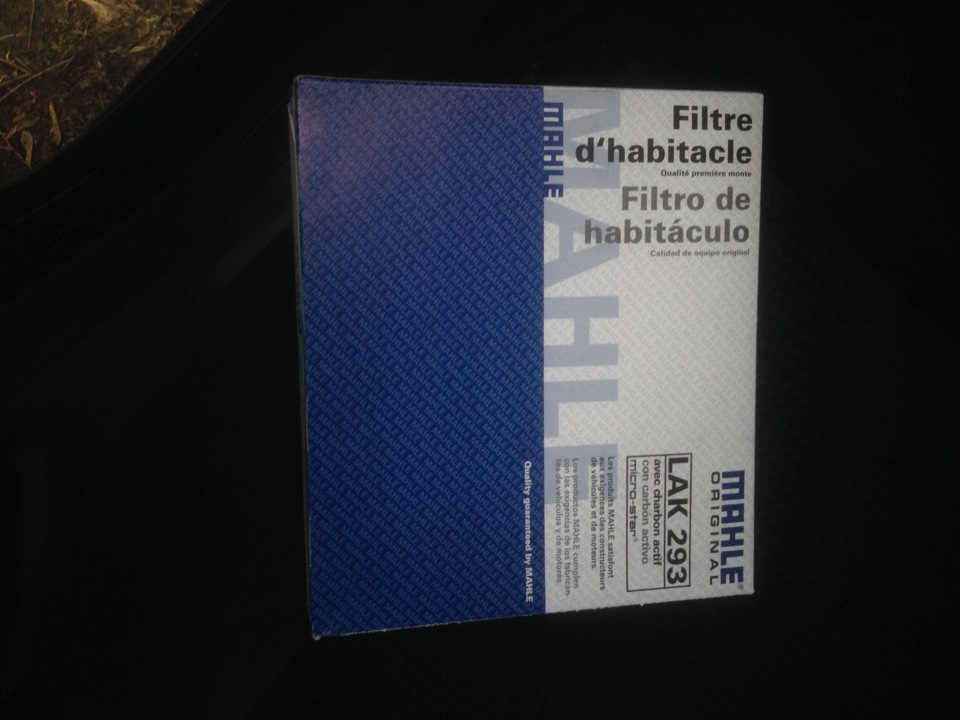 Filtre
d'habitacle
Qualité première monte
Filtro de
habitáculo
Calidad de equipo original
MAHLE
MAHLE
MAHLE®
ORIGINAL
LAK 293
avec charbon actif
con carbón activo
micro-star®
Les produits MAHLE satisfont
aux exigences des constructeurs
de véhicules et de moteurs.
Los productos MAHLE cumplen
con las exigencias de los fabrican-
tes de vehículos y de motores.
Quality guaranteed by MAHLE